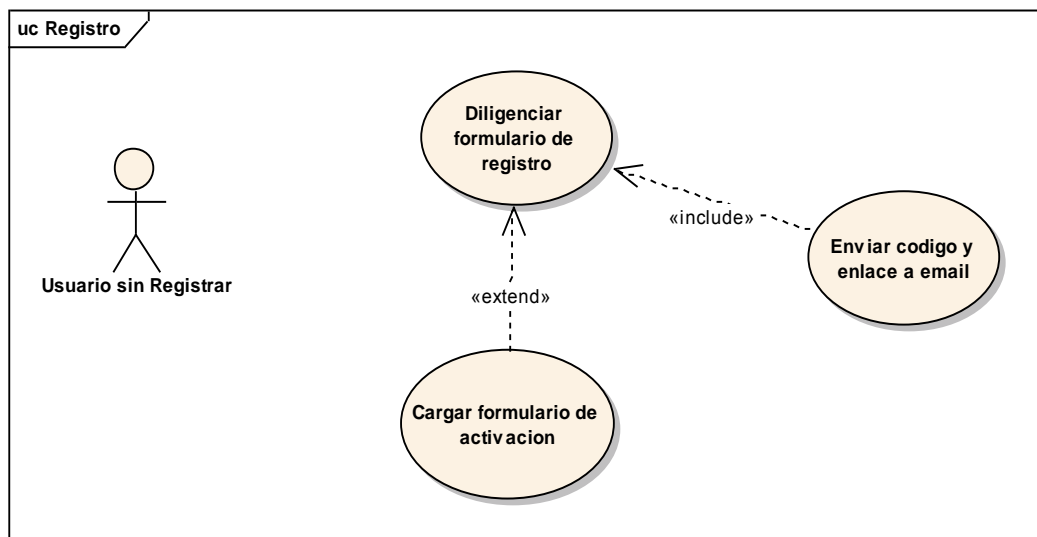 uc Registro
Diligenciar
formulario de
registro
«include»
Enviar codigo y
enlace a email
Usuario sin Registrar
«extend»
Cargar formulario de
activacion